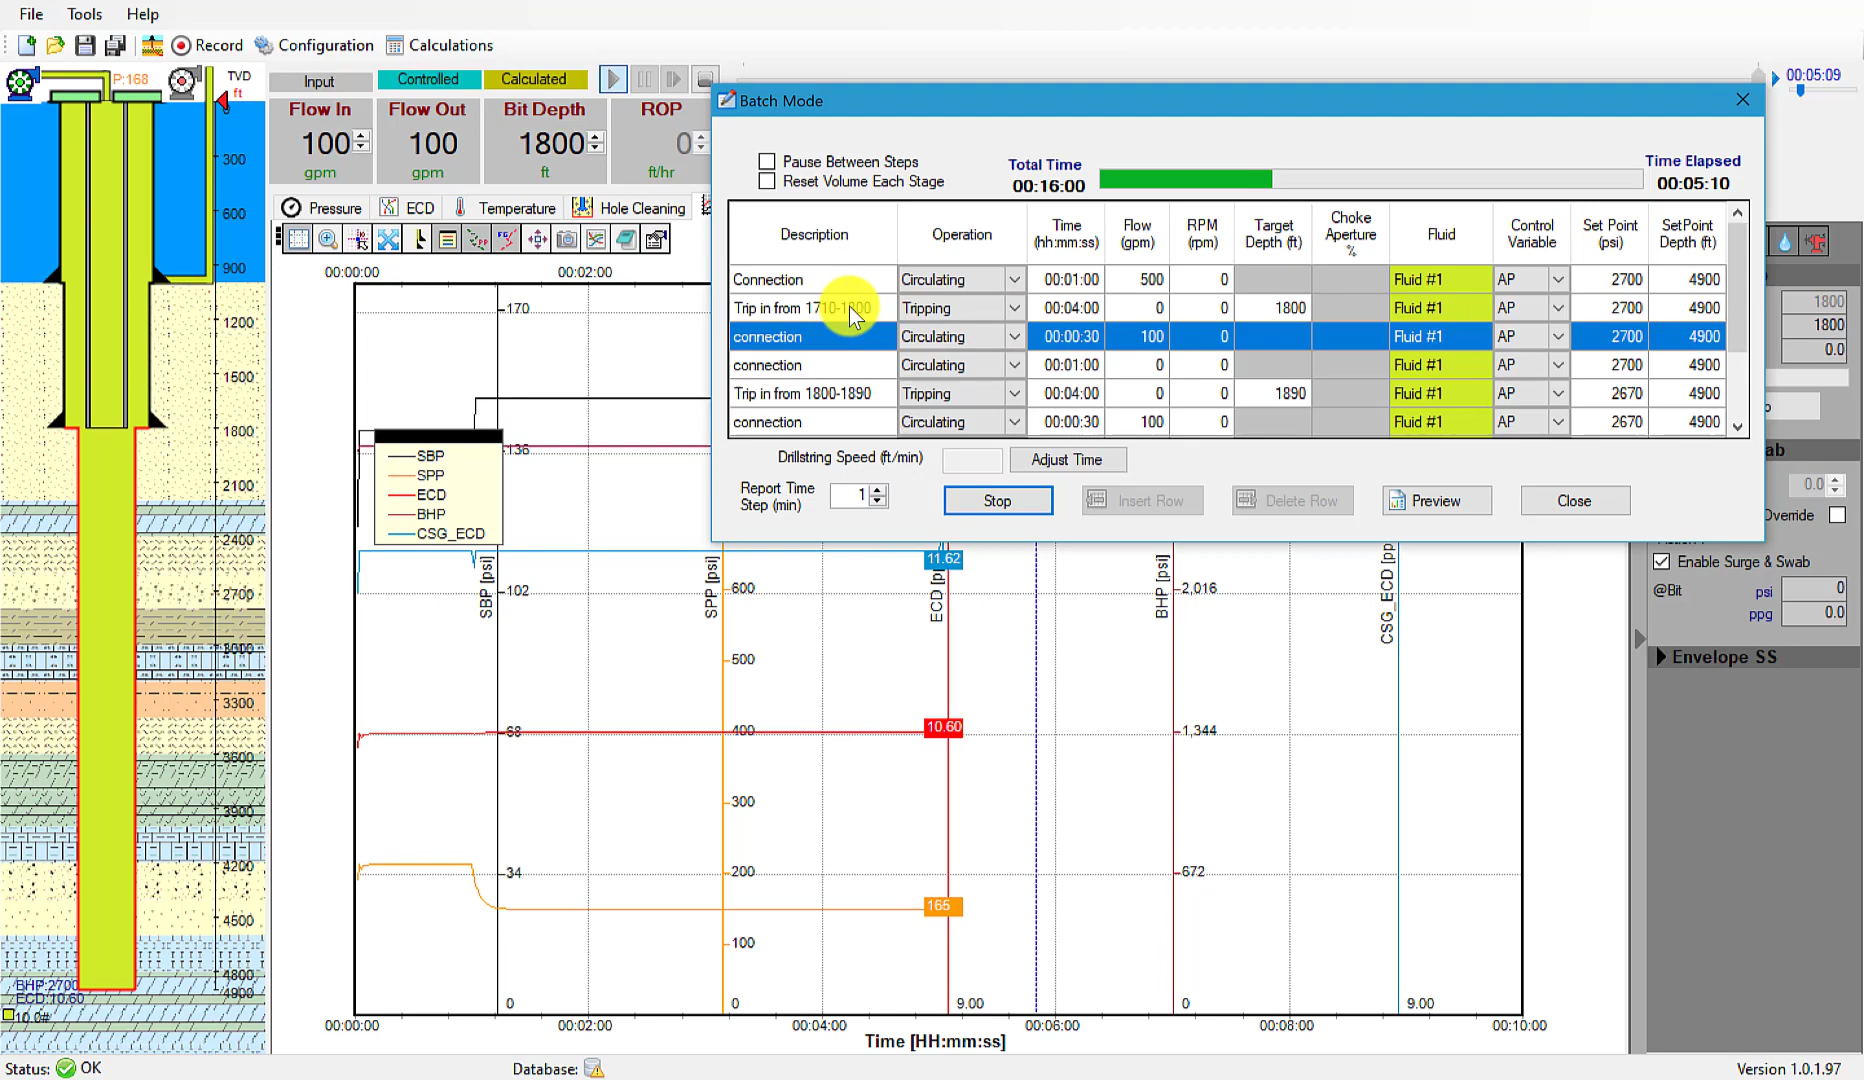 File Tools Help
Record Configuration Calculations
P:168 TVD
ft
0
300
600
900
1200
1500
1800
2100
2400
2700
3000
3300
3600
3900
4200
4500
4800
4900
BHP:2700
ECD:10.60
10.0#
Input Controlled Calculated
Flow In Flow Out Bit Depth ROP
100 100 1800 0
gpm gpm ft ft/hr
Pressure ECD Temperature Hole Cleaning
00:05:09
Batch Mode
Pause Between Steps
Reset Volume Each Stage
Total Time
00:16:00
Time Elapsed
00:05:10
Description Operation Time (hh:mm:ss) Flow (gpm) RPM (rpm) Target Depth (ft) Choke Aperture % Fluid Control Variable Set Point (psi) SetPoint Depth (ft)
Connection Circulating 00:01:00 500 0 Fluid #1 AP 2700 4900
Trip in from 1710-1800 Tripping 00:04:00 0 0 1800 Fluid #1 AP 2700 4900
connection Circulating 00:00:30 100 0 Fluid #1 AP 2700 4900
connection Circulating 00:01:00 0 0 Fluid #1 AP 2700 4900
Trip in from 1800-1890 Tripping 00:04:00 0 0 1890 Fluid #1 AP 2670 4900
connection Circulating 00:00:30 100 0 Fluid #1 AP 2670 4900
Drillstring Speed (ft/min) Adjust Time
Report Time
Step (min) 1 Stop Insert Row Delete Row Preview Close
1800
1800
0.0
0.0
Override
Enable Surge & Swab
@Bit psi 0
ppg 0.0
Envelope SS
00:00:00 00:02:00
170
136
102
68
34
0
SBP
SPP
ECD
BHP
CSG_ECD
SBP [psi]
SPP [psi]
BHP [psi]
600
500
400
300
200
100
0
11.62
10.60
165
9.00
2,016
1,344
672
0
9.00
00:00:00 00:02:00 00:04:00 00:06:00 00:08:00 00:10:00
Time [HH:mm:ss]
Status: OK Database: Version 1.0.1.97